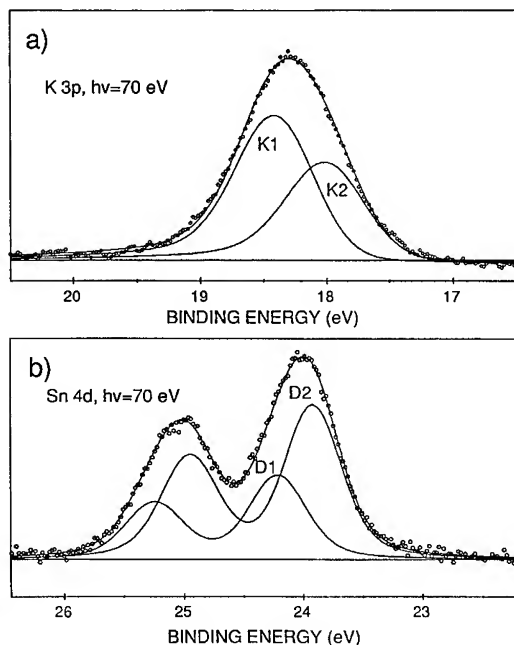 a)
K 3p, hν=70 eV
K1
K2
20 19 18 17
BINDING ENERGY (eV)
b)
Sn 4d, hν=70 eV
D1
D2
26 25 24 23
BINDING ENERGY (eV)